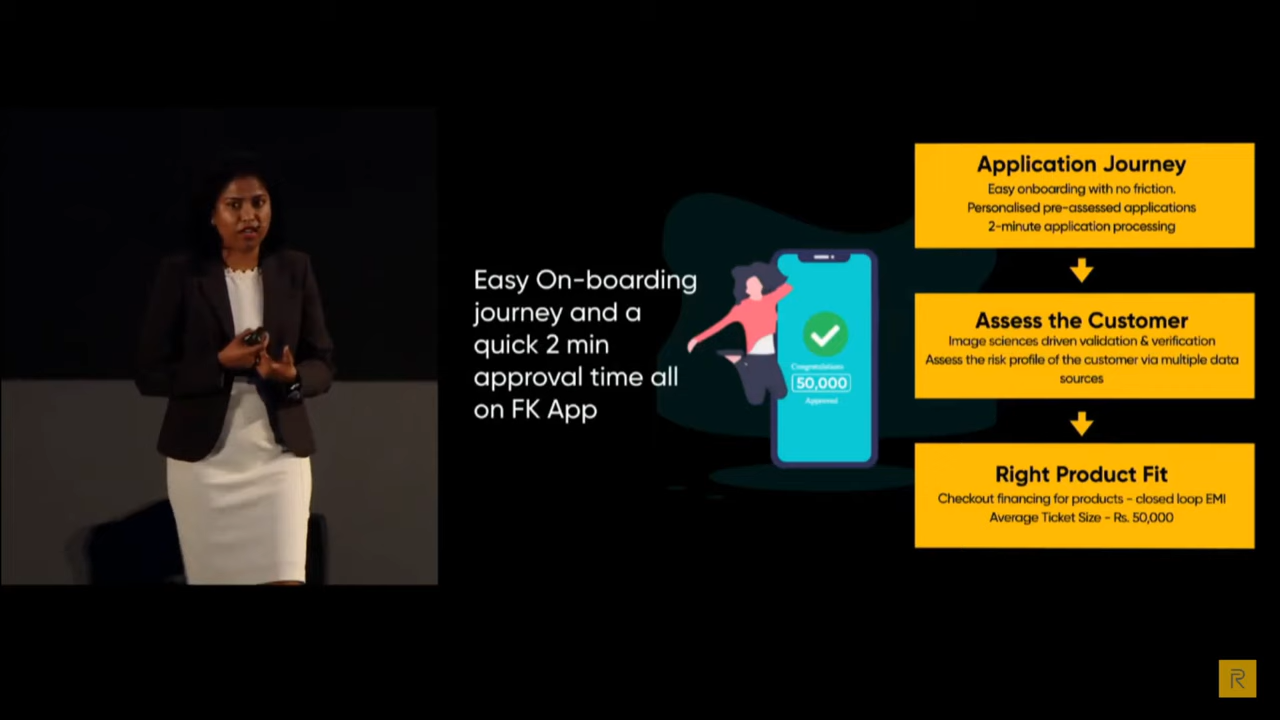 Easy On-boarding
journey and a
quick 2 min
approval time all
on FK App
Congratulations
50,000
Approval
Application Journey
Easy onboarding with no friction.
Personalised pre-assessed applications
2-minute application processing
Assess the Customer
Image sciences driven validation & verification
Assess the risk profile of the customer via multiple data
sources
Right Product Fit
Checkout financing for products - closed loop EMI
Average Ticket Size - Rs. 50,000
R